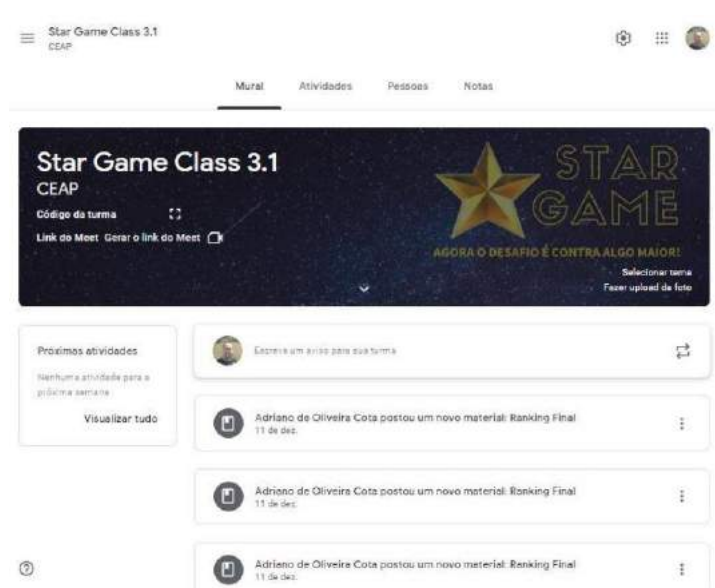 Star Game Class 3.1
CEAP
Mural Atividades Pessoas Notas
Star Game Class 3.1
CEAP
Código da turma
Link do Meet Gerar o link do Meet
STAR
GAME
AGORA O DESAFIO É CONTRA ALGO MAIOR!
Selecionar tema
Fazer upload de foto
Próximas atividades
Nenhuma atividade para a
próxima semana
Visualizar tudo
Escreva um aviso para sua turma
Adriano de Oliveira Cota postou um novo material: Ranking Final
11 de dez.
Adriano de Oliveira Cota postou um novo material: Ranking Final
11 de dez.
Adriano de Oliveira Cota postou um novo material: Ranking Final
11 de dez.